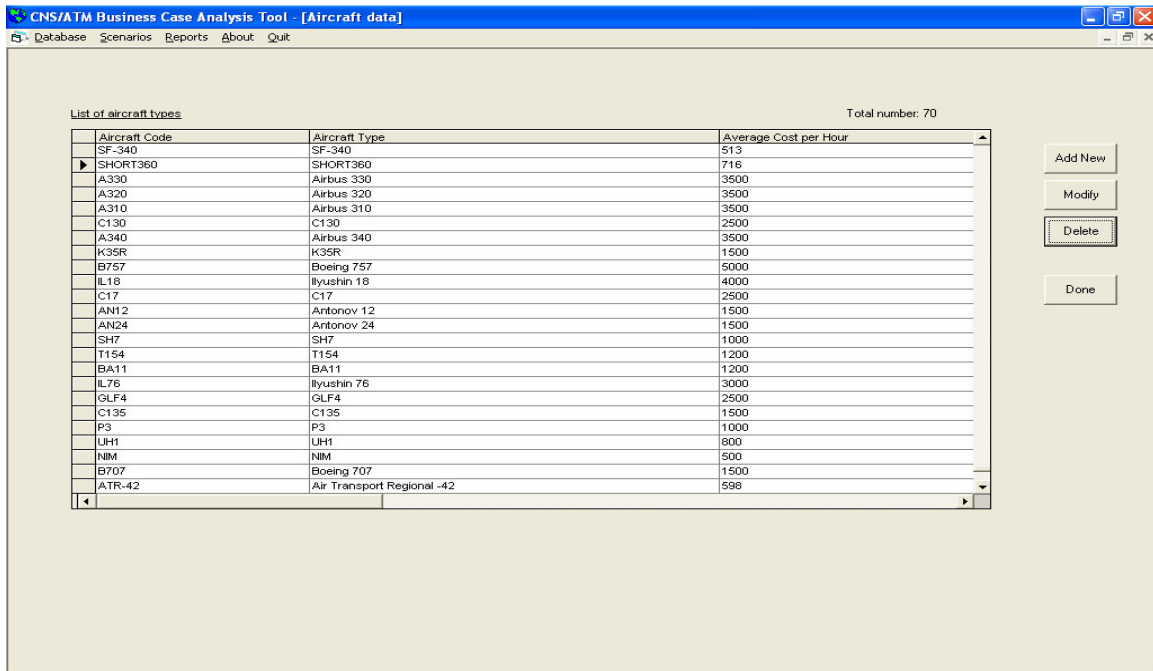 CNS/ATM Business Case Analysis Tool - [Aircraft data]
Database Scenarios Reports About Quit
List of aircraft types Total number: 70
Aircraft Code Aircraft Type Average Cost per Hour
SF-340 SF-340 513
SHORT360 SHORT360 716
A330 Airbus 330 3500
A320 Airbus 320 3500
A310 Airbus 310 3500
C130 C130 2500
A340 Airbus 340 3500
K35R K35R 1500
B757 Boeing 757 5000
IL18 Ilyushin 18 4000
C17 C17 2500
AN12 Antonov 12 1500
AN24 Antonov 24 1500
SH7 SH7 1000
T154 T154 1200
BA11 BA11 1200
IL76 Ilyushin 76 3000
GLF4 GLF4 2500
C135 C135 1500
P3 P3 1000
UH1 UH1 800
NIM NIM 500
B707 Boeing 707 1500
ATR-42 Air Transport Regional -42 598
Add New
Modify
Delete
Done